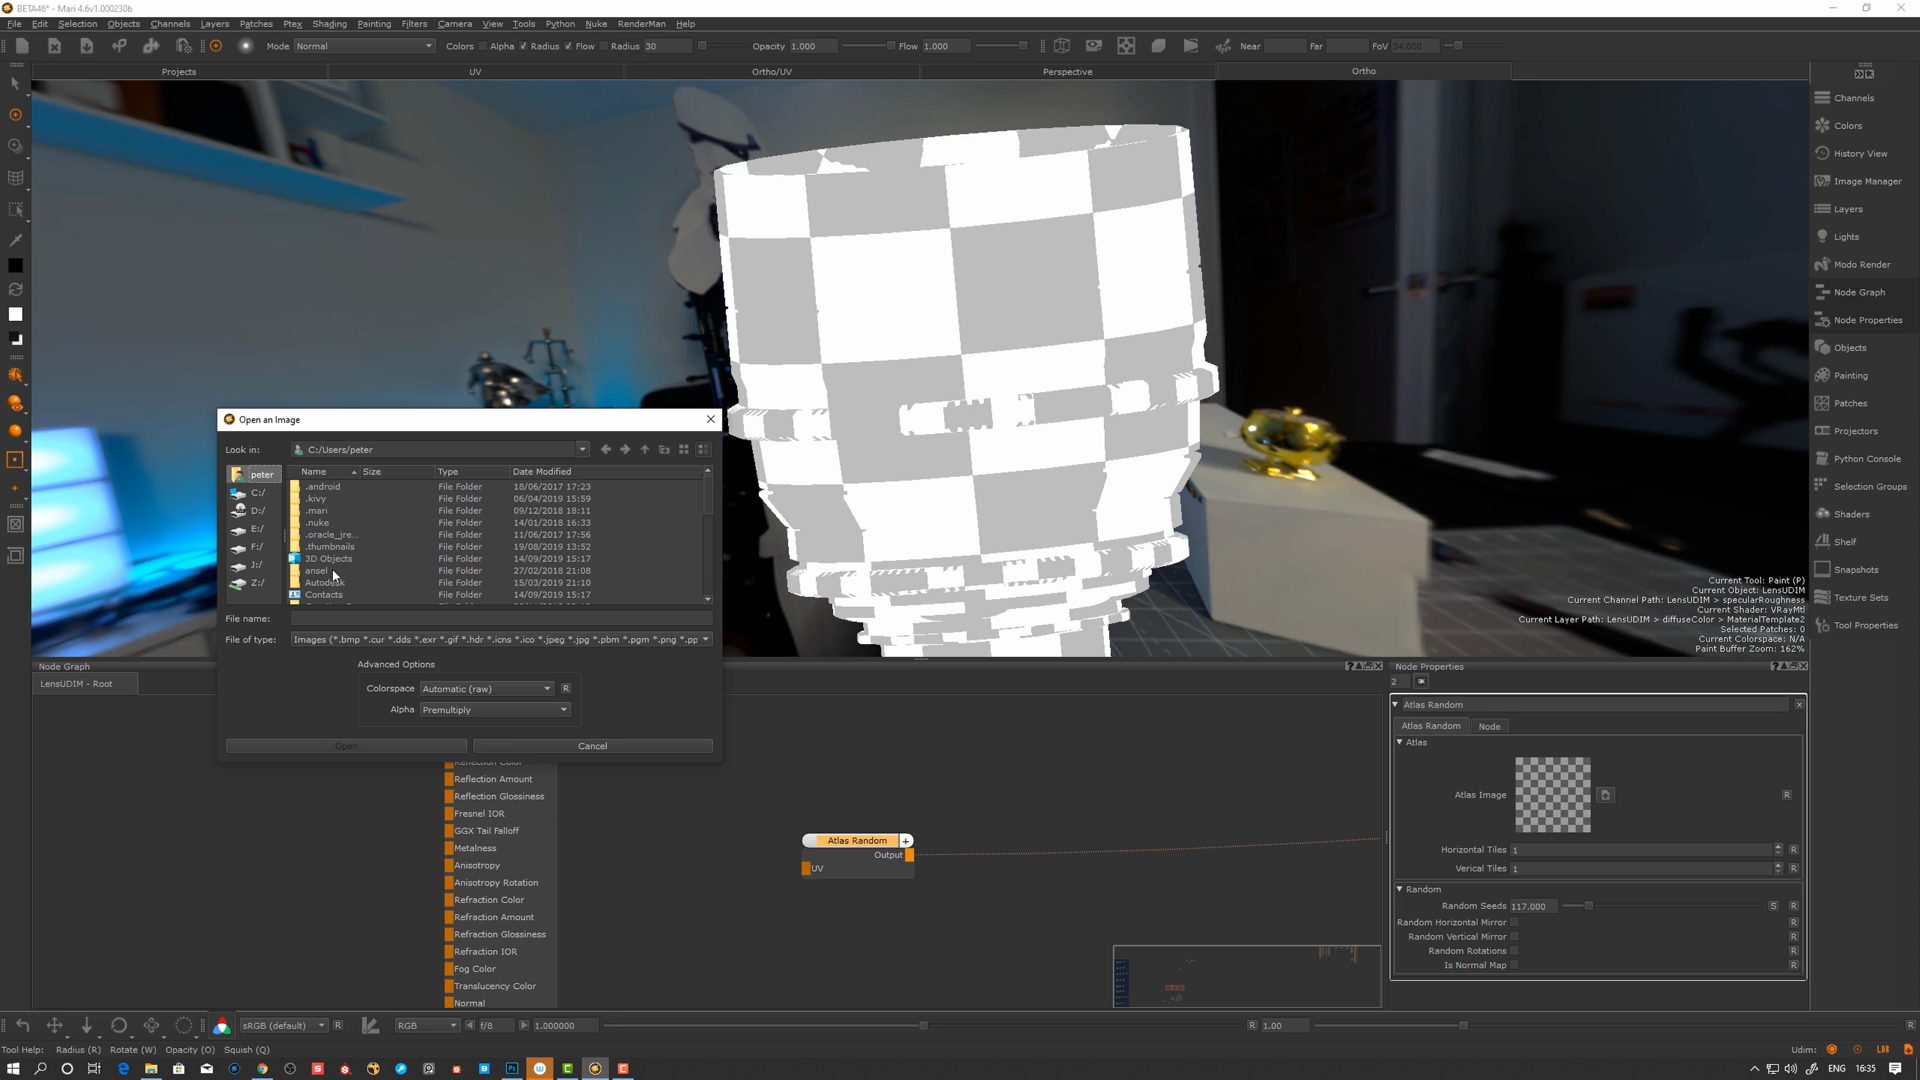 BETA46* - Mari 4.6v1.000230b
File Edit Selection Objects Channels Layers Patches Ptex Shading Painting Filters Camera View Tools Python Nuke RenderMan Help
Mode Normal Colors Alpha Radius Flow Radius 30 Opacity 1.000 Flow 1.000 Near Far FoV 34.000
Projects UV Ortho/UV Perspective Ortho
Channels
Colors
History View
Image Manager
Layers
Lights
Modo Render
Node Graph
Node Properties
Objects
Painting
Patches
Projectors
Python Console
Selection Groups
Shaders
Shelf
Snapshots
Texture Sets
Tool Properties
Open an Image
Look in: C:/Users/peter
peter
C:/
D:/
E:/
F:/
J:/
Z:/
Name Size Type Date Modified
.android File Folder 18/06/2017 17:23
.kivy File Folder 06/04/2019 15:59
.mari File Folder 09/12/2018 18:11
.nuke File Folder 14/01/2018 16:33
.oracle_jre... File Folder 11/06/2017 17:56
.thumbnails File Folder 19/08/2019 13:52
3D Objects File Folder 14/09/2019 15:17
ansel File Folder 27/02/2018 21:08
Autodesk File Folder 15/03/2019 21:10
Contacts File Folder 14/09/2019 15:17
File name:
File of type: Images (*.bmp *.cur *.dds *.exr *.gif *.hdr *.icns *.ico *.jpeg *.jpg *.pbm *.pgm *.png *.pp
Advanced Options
Colorspace Automatic (raw) R
Alpha Premultiply
Open Cancel
Current Tool: Paint (P)
Current Object: LensUDIM
Current Channel Path: LensUDIM > specularRoughness
Current Shader: VRayMtl
Current Layer Path: LensUDIM > diffuseColor > MaterialTemplate2
Selected Patches: 0
Current Colorspace: N/A
Paint Buffer Zoom: 162%
Node Graph
LensUDIM - Root
Reflection Color
Reflection Amount
Reflection Glossiness
Fresnel IOR
GGX Tail Falloff
Metalness
Anisotropy
Anisotropy Rotation
Refraction Color
Refraction Amount
Refraction Glossiness
Refraction IOR
Fog Color
Translucency Color
Normal
Atlas Random +
Output
UV
Node Properties
2
Atlas Random
Atlas Random Node
Atlas
Atlas Image R
Horizontal Tiles 1 R
Verical Tiles 1 R
Random
Random Seeds 117.000 S R
Random Horizontal Mirror R
Random Vertical Mirror R
Random Rotations R
Is Normal Map R
sRGB (default) R RGB f/8 1.000000 R 1.00 R
Tool Help: Radius (R) Rotate (W) Opacity (O) Squish (Q)
Udim:
ENG 16:35